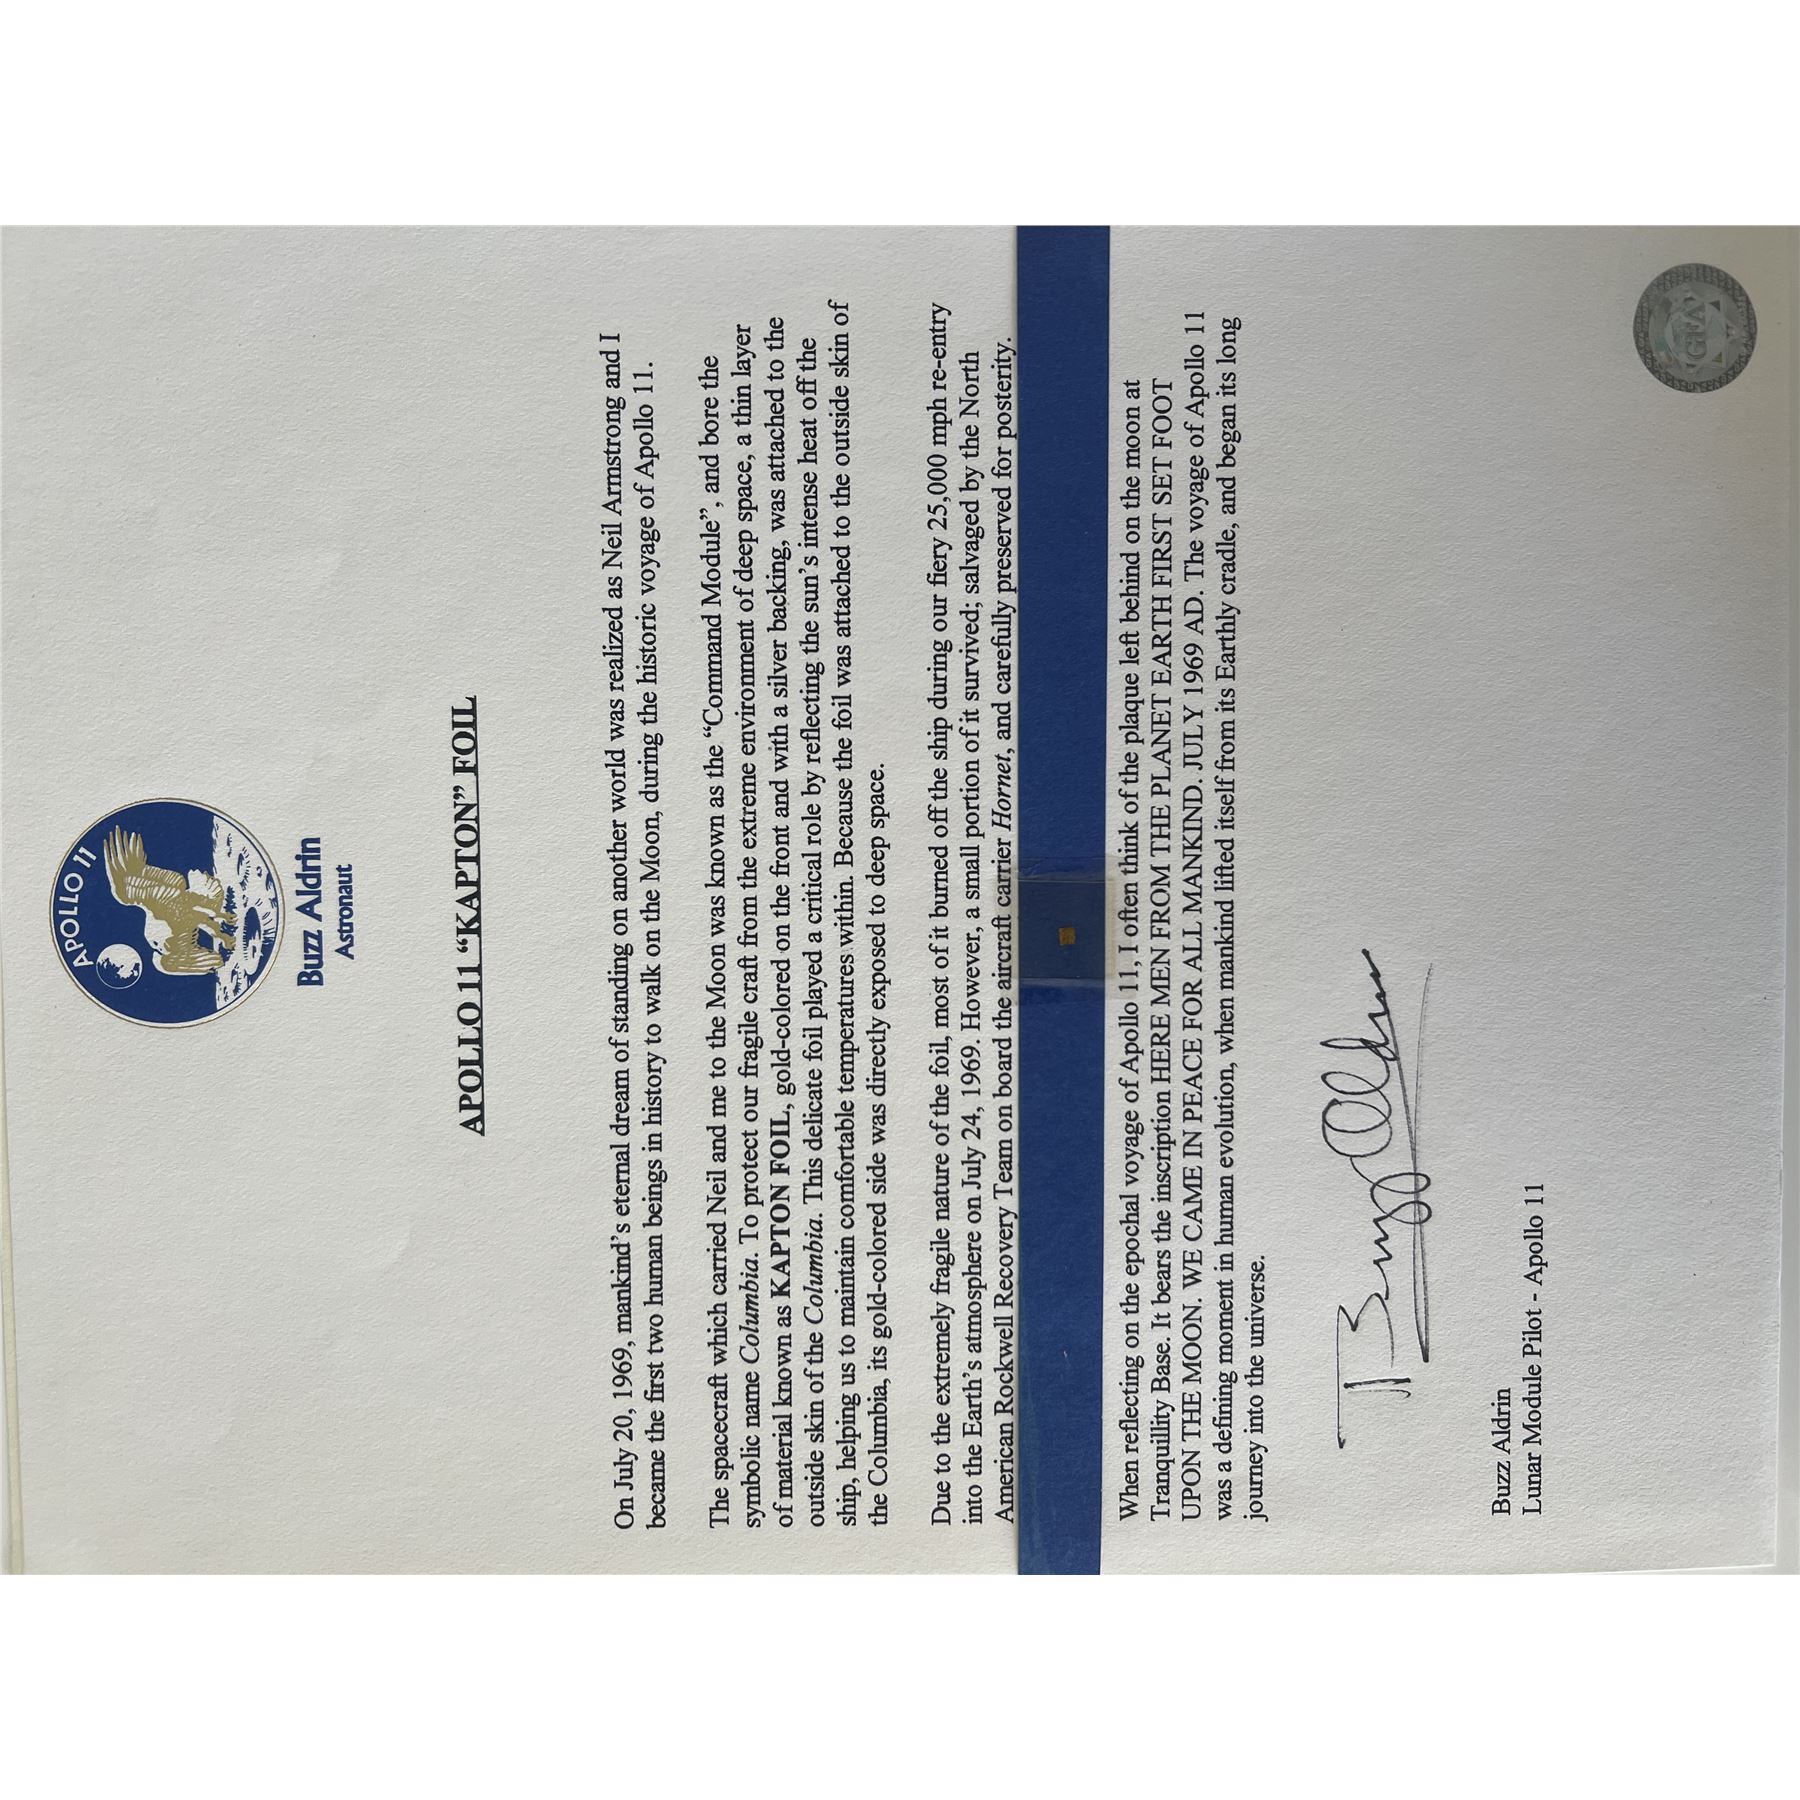 APOLLO 11
Buzz Aldrin
Astronaut
APOLLO 11 “KAPTON” FOIL
On July 20, 1969, mankind’s eternal dream of standing on another world was realized as Neil Armstrong and I
became the first two human beings in history to walk on the Moon, during the historic voyage of Apollo 11.
The spacecraft which carried Neil and me to the Moon was known as the “Command Module”, and bore the
symbolic name Columbia. To protect our fragile craft from the extreme environment of deep space, a thin layer
of material known as KAPTON FOIL, gold-colored on the front and with a silver backing, was attached to the
outside skin of the Columbia. This delicate foil played a critical role by reflecting the sun’s intense heat off the
ship, helping us to maintain comfortable temperatures within. Because the foil was attached to the outside skin of
the Columbia, its gold-colored side was directly exposed to deep space.
Due to the extremely fragile nature of the foil, most of it burned off the ship during our fiery 25,000 mph re-entry
into the Earth’s atmosphere on July 24, 1969. However, a small portion of it survived; salvaged by the North
American Rockwell Recovery Team on board the aircraft carrier Hornet, and carefully preserved for posterity.
When reflecting on the epochal voyage of Apollo 11, I often think of the plaque left behind on the moon at
Tranquillity Base. It bears the inscription HERE MEN FROM THE PLANET EARTH FIRST SET FOOT
UPON THE MOON. WE CAME IN PEACE FOR ALL MANKIND. JULY 1969 AD. The voyage of Apollo 11
was a defining moment in human evolution, when mankind lifted itself from its Earthly cradle, and began its long
journey into the universe.
Buzz Aldrin
Buzz Aldrin
Lunar Module Pilot - Apollo 11
GFA